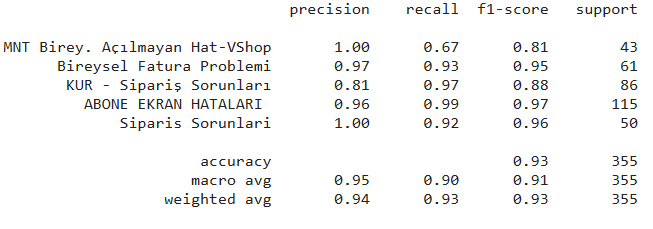 precision recall f1-score support
MNT Birey. Açılmayan Hat-VShop 1.00 0.67 0.81 43
Bireysel Fatura Problemi 0.97 0.93 0.95 61
KUR - Sipariş Sorunları 0.81 0.97 0.88 86
ABONE EKRAN HATALARI 0.96 0.99 0.97 115
Siparis Sorunlari 1.00 0.92 0.96 50
accuracy 0.93 355
macro avg 0.95 0.90 0.91 355
weighted avg 0.94 0.93 0.93 355